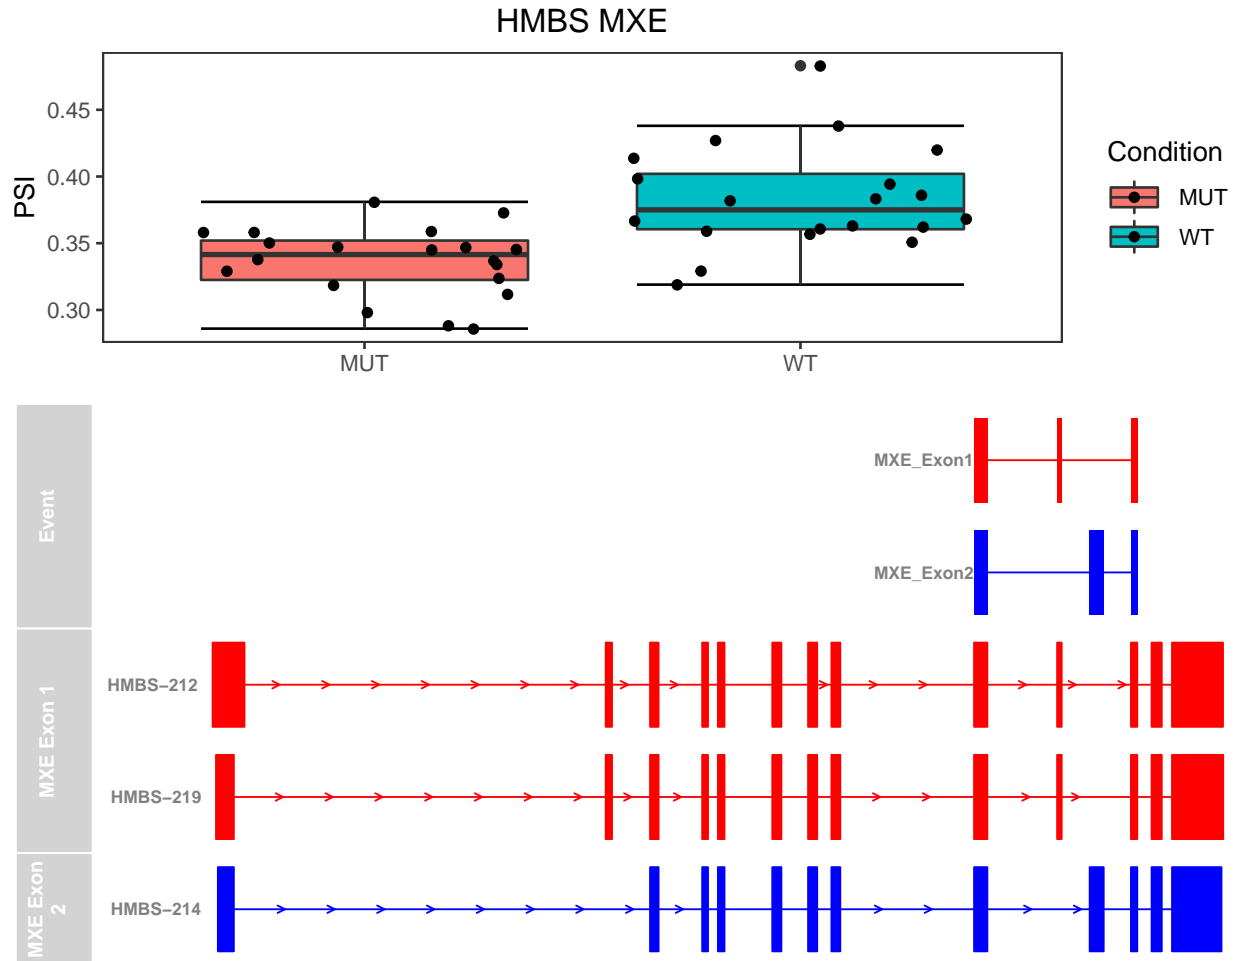 HMBS MXE
PSI
0.45
0.40
0.35
0.30
MUT
WT
Condition
MUT
WT
Event
MXE_Exon1
MXE_Exon2
MXE Exon 1
HMBS–212
HMBS–219
MXE Exon
2
HMBS–214